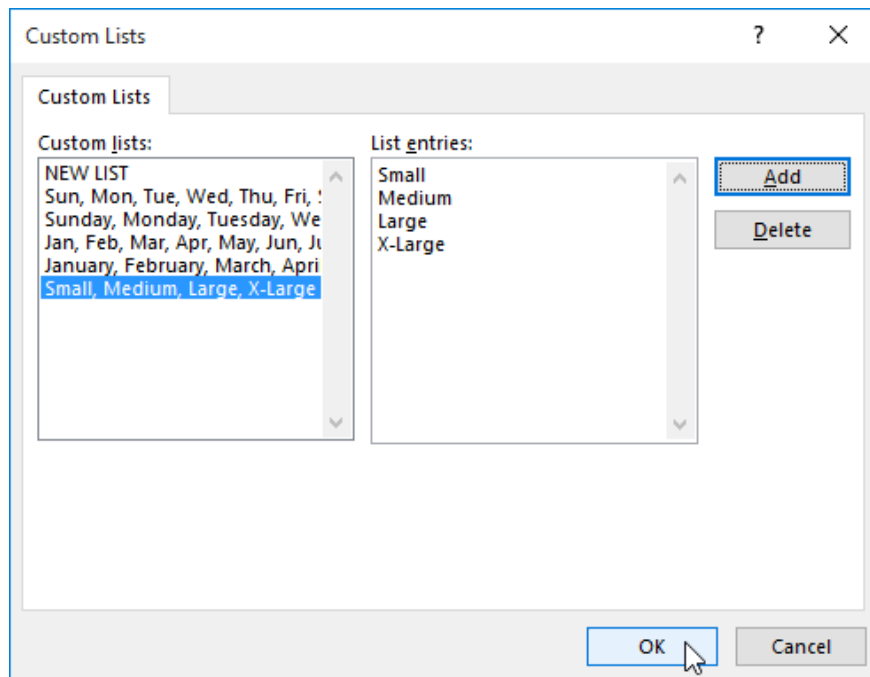 Custom Lists
?
Custom Lists
Custom lists:
NEW LIST
Sun, Mon, Tue, Wed, Thu, Fri,
Sunday, Monday, Tuesday, We
Jan, Feb, Mar, Apr, May, Jun, Ju
January, February, March, Apri
Small, Medium, Large, X-Large
List entries:
Small
Medium
Large
X-Large
Add
Delete
OK
Cancel